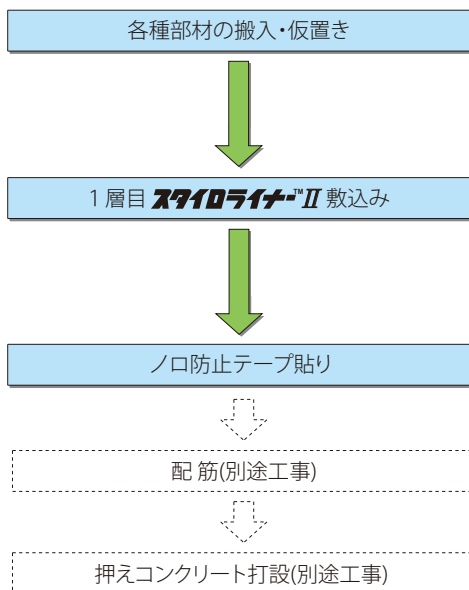 各種部材の搬入・仮置き
1層目 スタイロライナー™II 敷込み
ノロ防止テープ貼り
配 筋(別途工事)
押えコンクリート打設(別途工事)